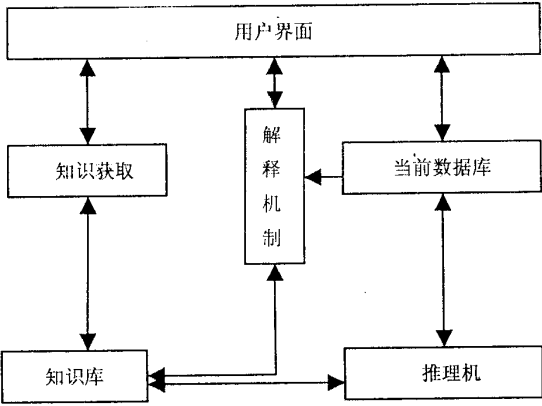 用户界面
解释机制
知识获取
当前数据库
知识库
推理机